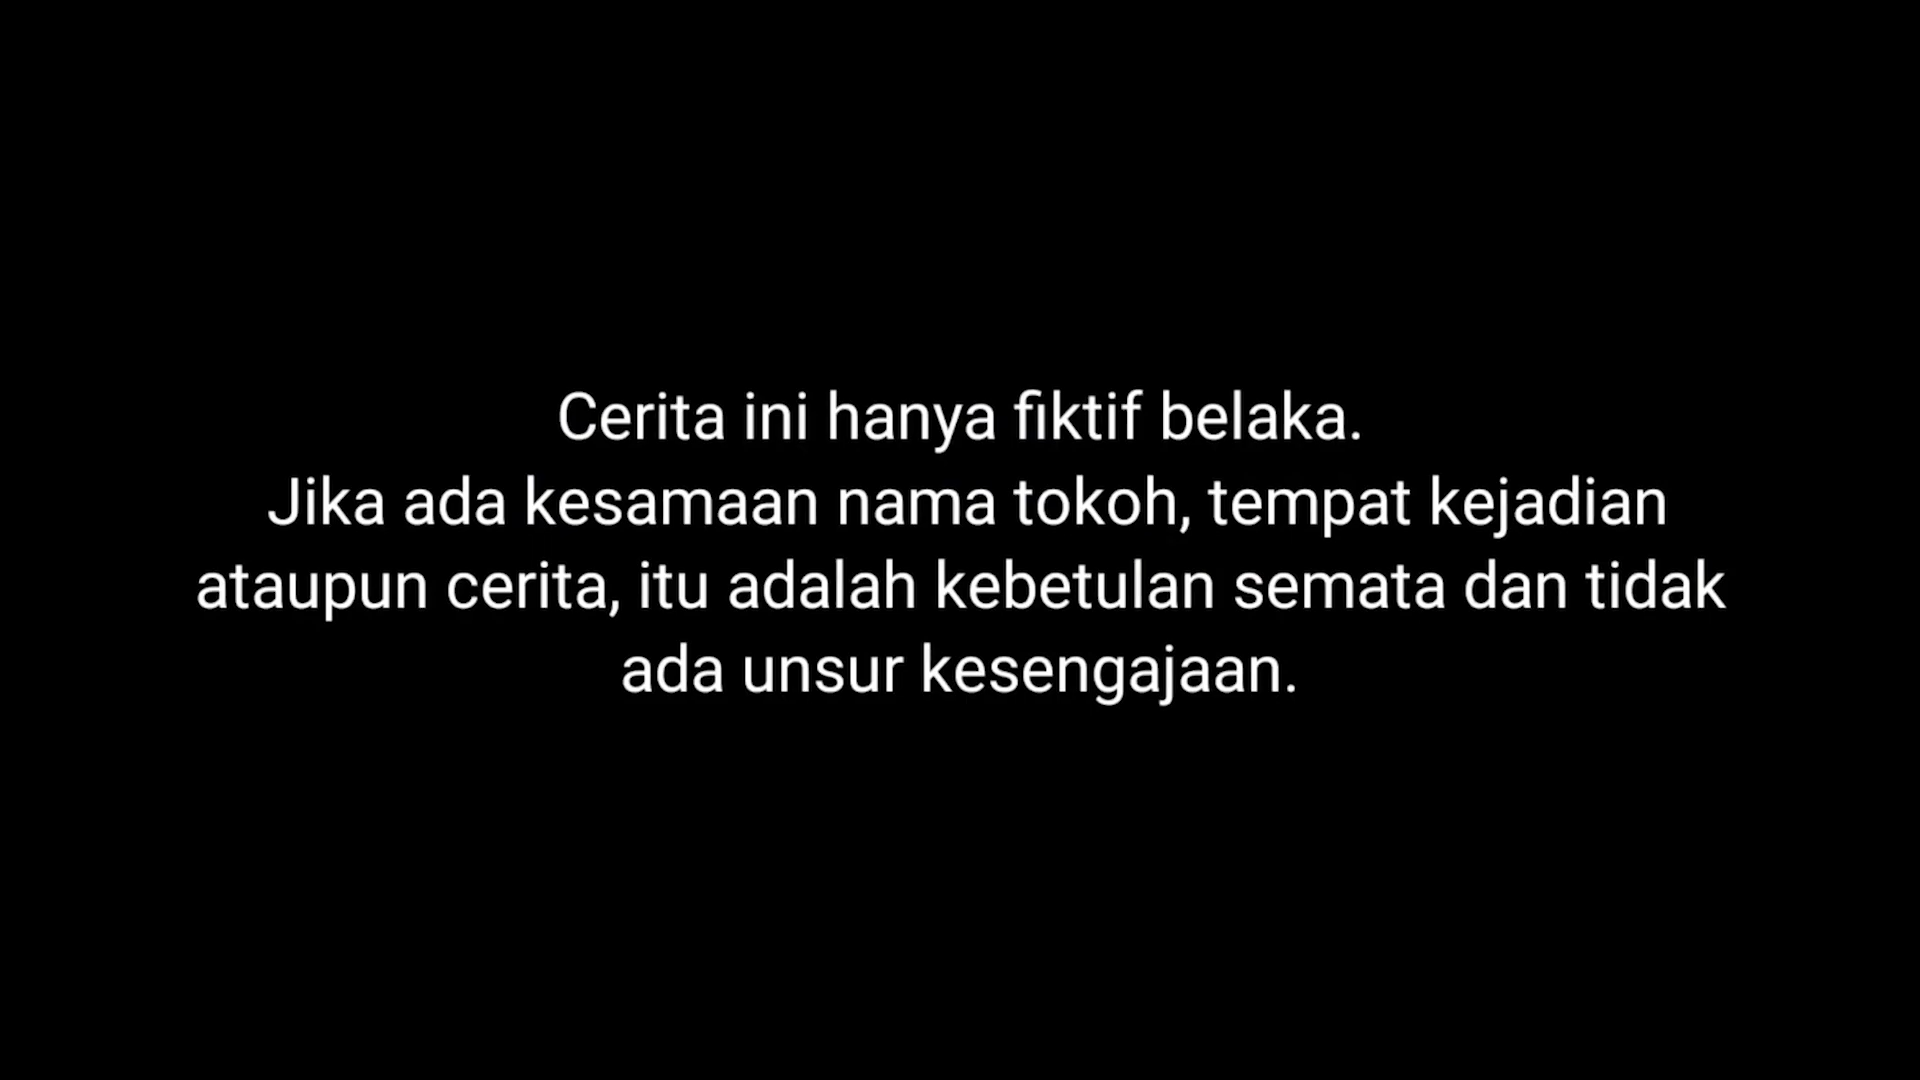 Cerita ini hanya fiktif belaka.
Jika ada kesamaan nama tokoh, tempat kejadian
ataupun cerita, itu adalah kebetulan semata dan tidak
ada unsur kesengajaan.